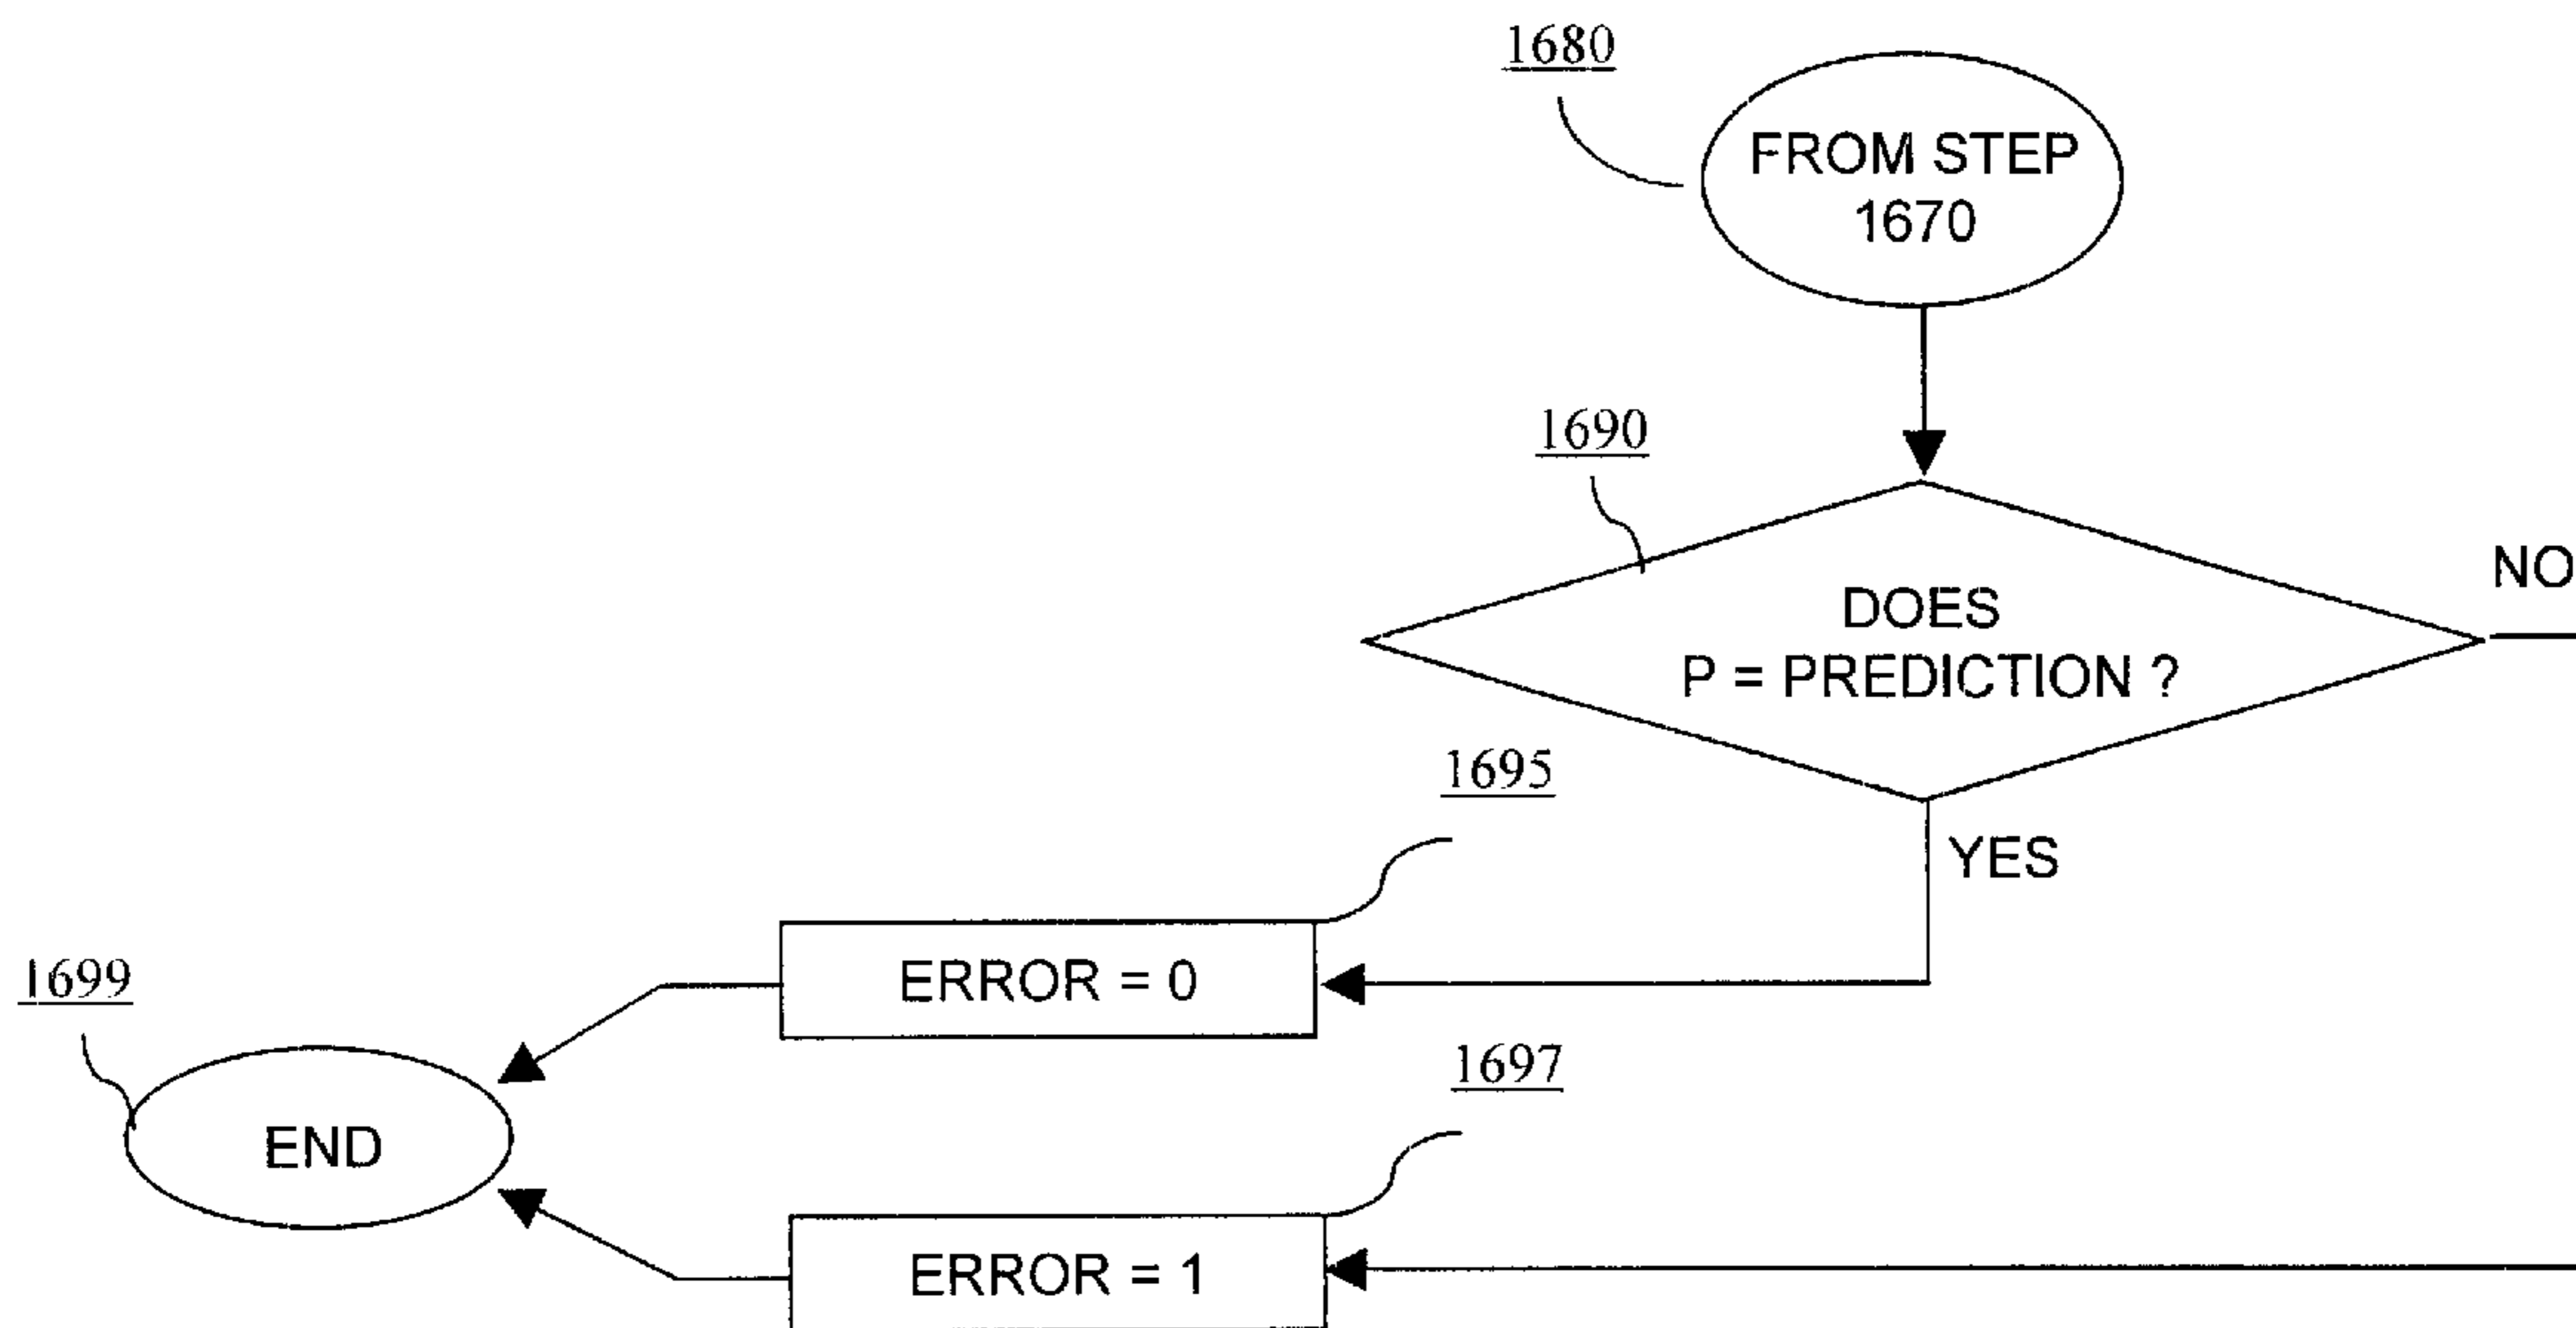 1680
FROM STEP
1670
1690
NO
DOES
P = PREDICTION ?
1695
YES
ERROR = 0
1699
END
1697
ERROR = 1